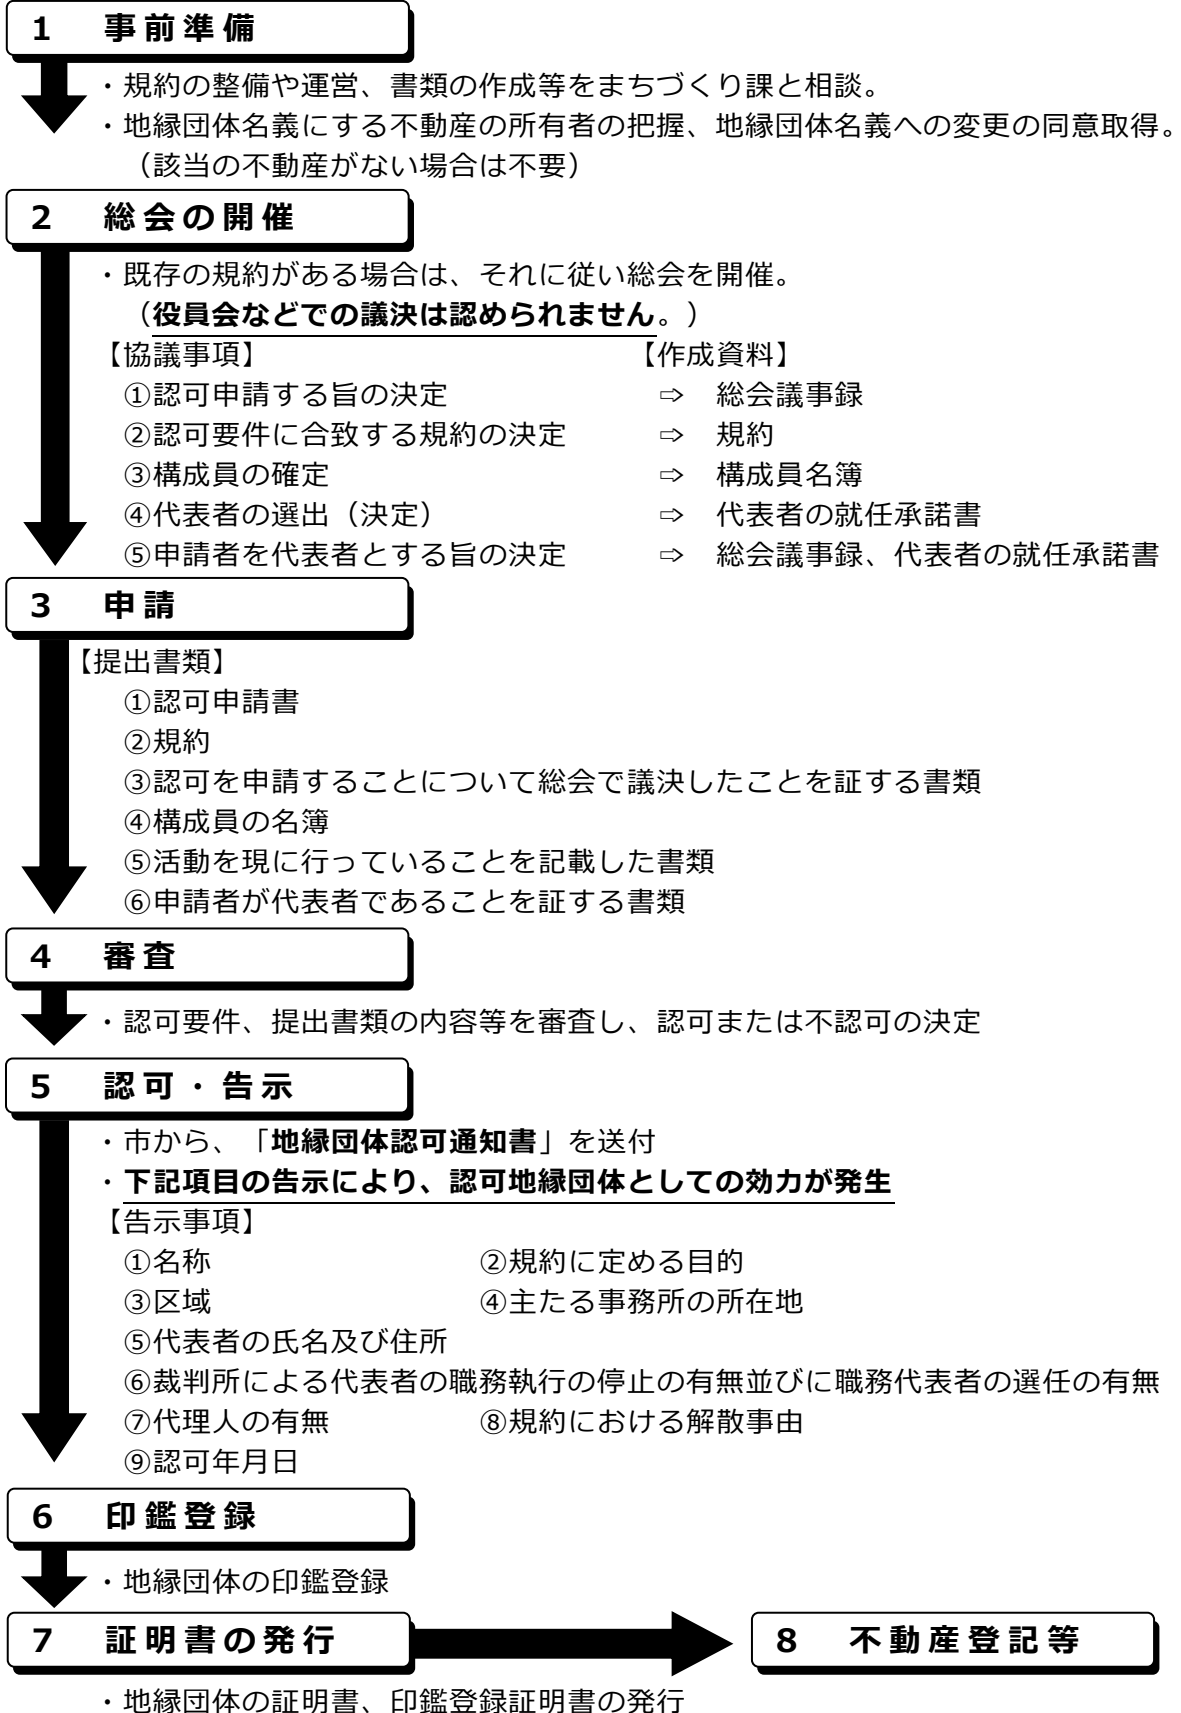 1 事前準備
・規約の整備や運営、書類の作成等をまちづくり課と相談。
・地縁団体名義にする不動産の所有者の把握、地縁団体名義への変更の同意取得。
（該当の不動産がない場合は不要）
2 総会の開催
・既存の規約がある場合は、それに従い総会を開催。
（役員会などでの議決は認められません。）
【協議事項】 【作成資料】
①認可申請する旨の決定 ⇨ 総会議事録
②認可要件に合致する規約の決定 ⇨ 規約
③構成員の確定 ⇨ 構成員名簿
④代表者の選出（決定） ⇨ 代表者の就任承諾書
⑤申請者を代表者とする旨の決定 ⇨ 総会議事録、代表者の就任承諾書
3 申請
【提出書類】
①認可申請書
②規約
③認可を申請することについて総会で議決したことを証する書類
④構成員の名簿
⑤活動を現に行っていることを記載した書類
⑥申請者が代表者であることを証する書類
4 審査
・認可要件、提出書類の内容等を審査し、認可または不認可の決定
5 認可・告示
・市から、「地縁団体認可通知書」を送付
・下記項目の告示により、認可地縁団体としての効力が発生
【告示事項】
①名称 ②規約に定める目的
③区域 ④主たる事務所の所在地
⑤代表者の氏名及び住所
⑥裁判所による代表者の職務執行の停止の有無並びに職務代表者の選任の有無
⑦代理人の有無 ⑧規約における解散事由
⑨認可年月日
6 印鑑登録
・地縁団体の印鑑登録
7 証明書の発行 8 不動産登記等
・地縁団体の証明書、印鑑登録証明書の発行